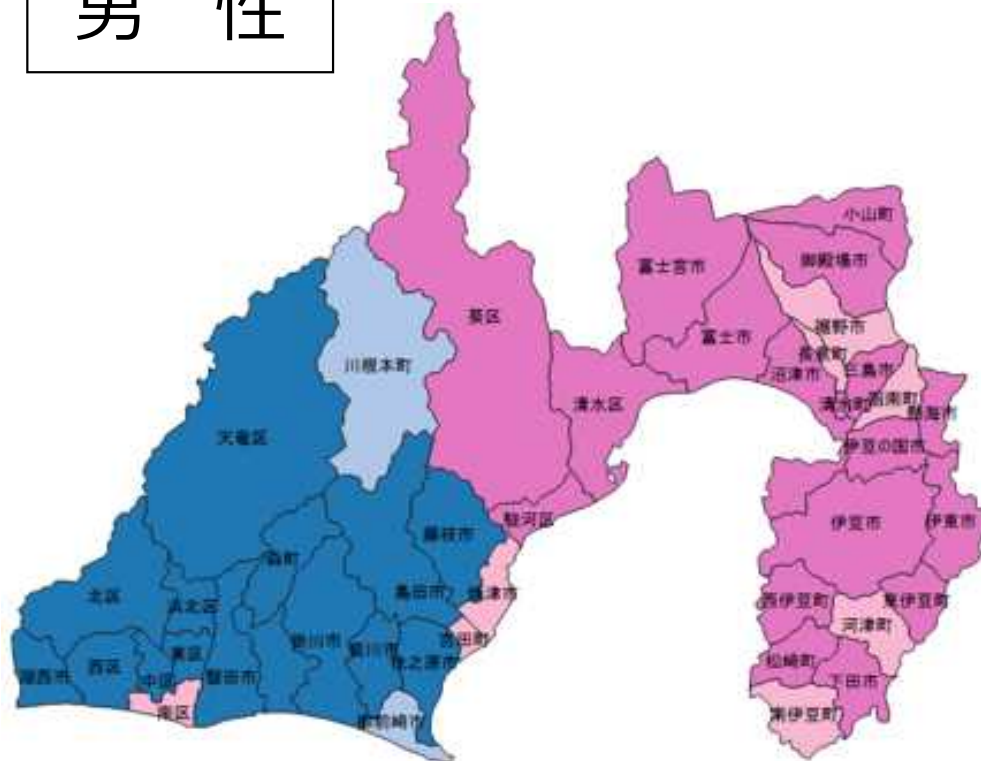 男 性
小山町
御殿場市
富士宮市
裾野市
葵区
富士市
長泉町
川根本町
三島市
沼津市
函南町
清水区
清水町
熱海市
天竜区
伊豆の国市
駿河区
伊豆市
伊東市
藤枝市
森町
島田市
焼津市
北区
浜北区
西伊豆町
東伊豆町
河津町
吉田町
掛川市
菊川市
牧之原市
東区
西区
湖西市
中区
磐田市
松崎町
下田市
南区
御前崎市
南伊豆町